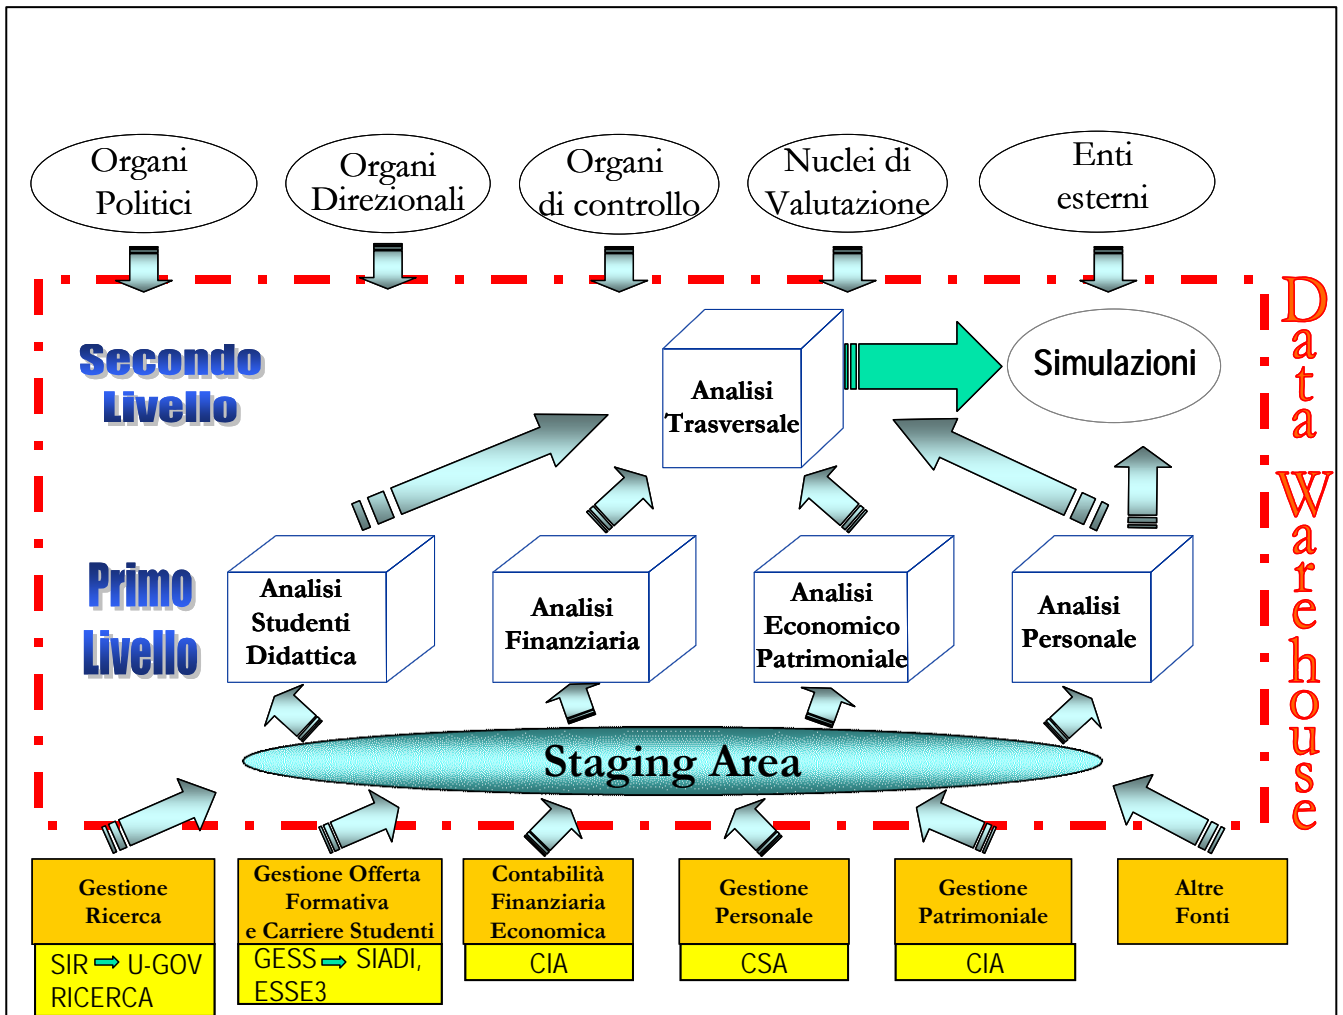 Organi
Politici
Organi
Direzionali
Organi
di controllo
Nuclei di
Valutazione
Enti
esterni
Data Warehouse
Secondo
Livello
Analisi
Trasversale
Simulazioni
Primo
Livello
Analisi
Studenti
Didattica
Analisi
Finanziaria
Analisi
Economico
Patrimoniale
Analisi
Personale
Staging Area
Gestione
Ricerca
SIR U-GOV
RICERCA
Gestione Offerta
Formativa
e Carriere Studenti
GESS SIADI,
ESSE3
Contabilità
Finanziaria
Economica
CIA
Gestione
Personale
CSA
Gestione
Patrimoniale
CIA
Altre
Fonti